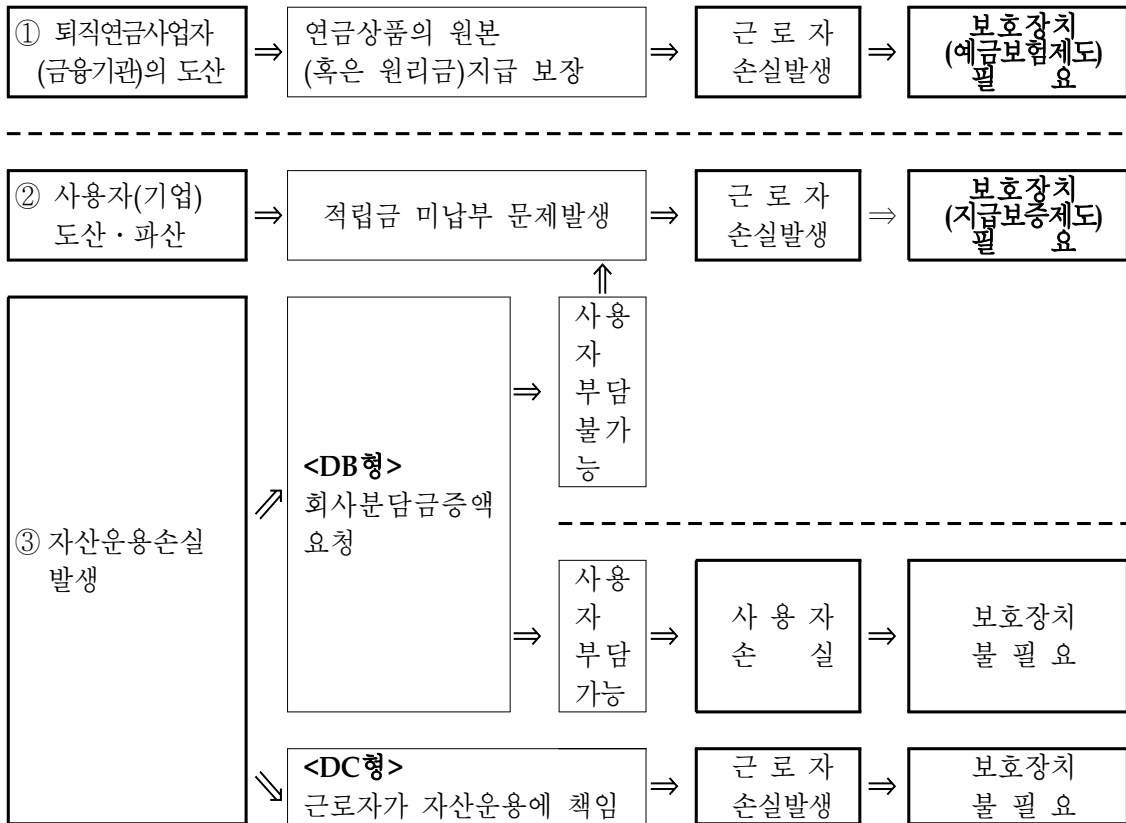 ① 퇴직연금사업자
(금융기관)의 도산
⇒
연금상품의 원본
(혹은 원리금)지급 보장
⇒
근 로 자
손실발생
⇒
보호장치
(예금보험제도)
필 요
② 사용자(기업)
도산·파산
⇒
적립금 미납부 문제발생
⇒
근 로 자
손실발생
⇒
보호장치
(지급보증제도)
필 요
⇑
③ 자산운용손실
발생
⇗
<DB형>
회사분담금증액
요청
⇒
사용
자
부담
불가
능
⇒
사용
자
부담
가능
⇒
사 용 자
손 실
⇒
보호장치
불 필 요
⇘
<DC형>
근로자가 자산운용에 책임
⇒
근 로 자
손실발생
⇒
보호장치
불 필 요